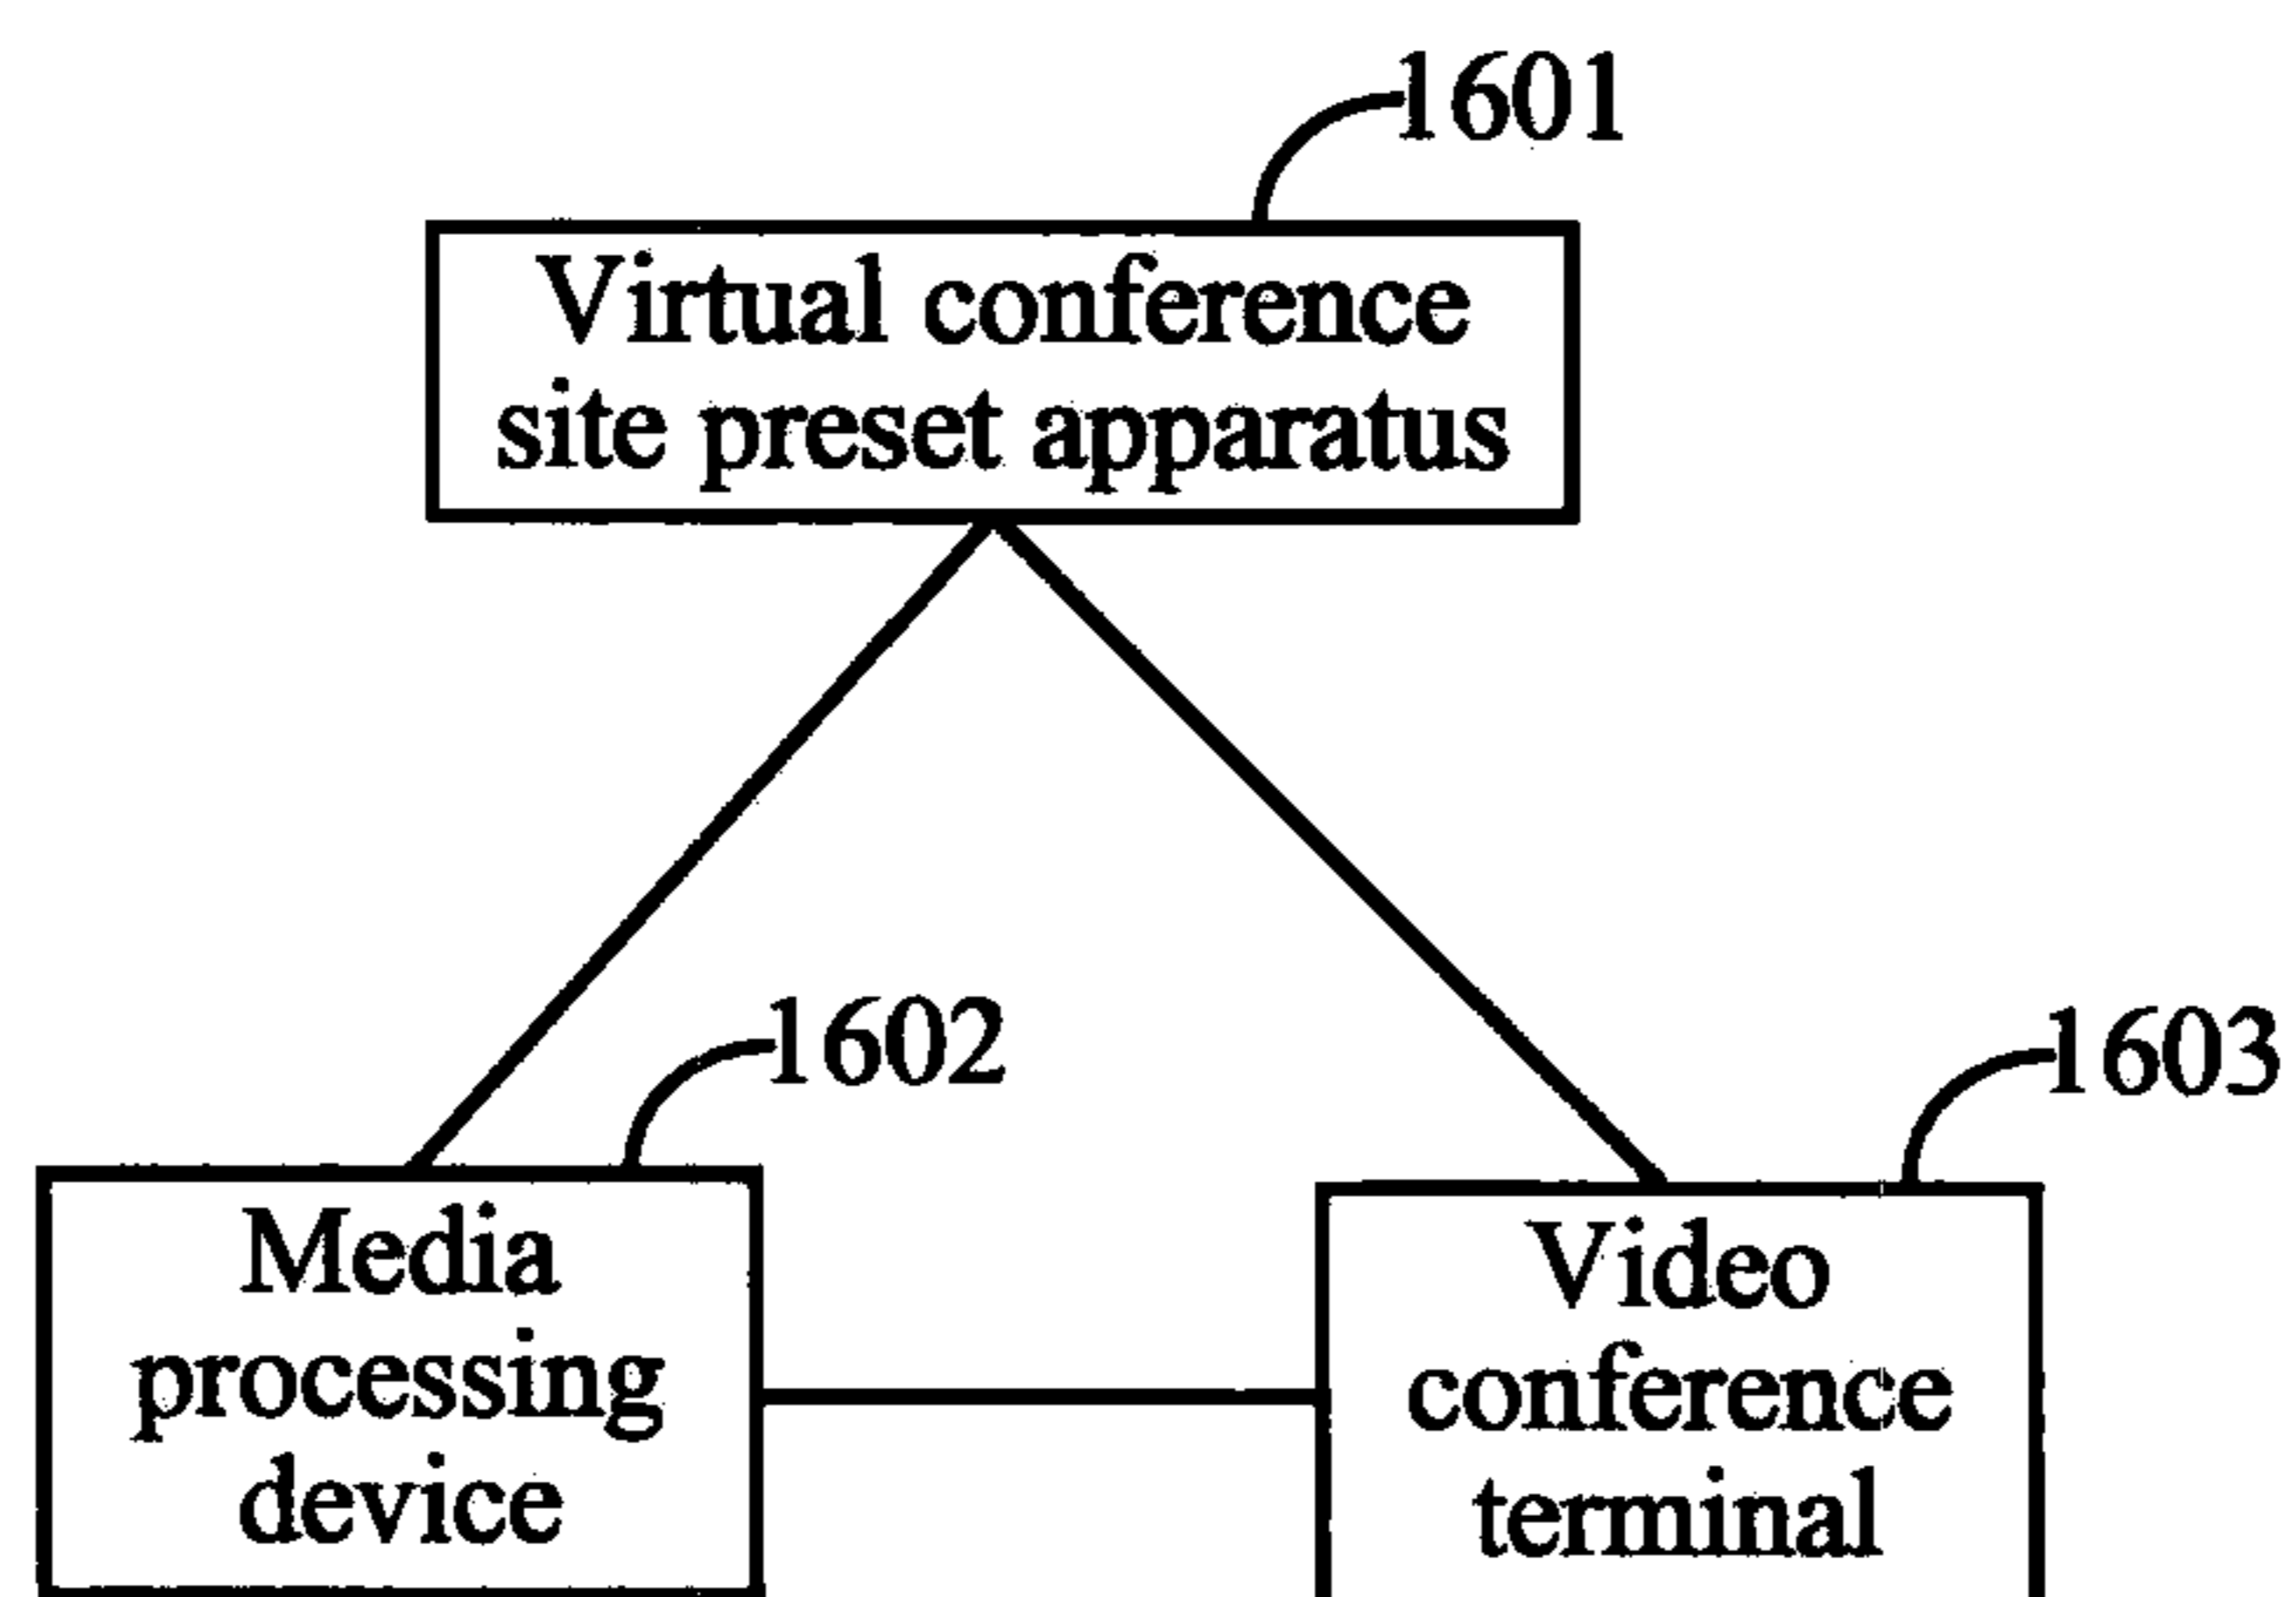 1601
Virtual conference
site preset apparatus
1602
1603
Media
processing
device
Video
conference
terminal